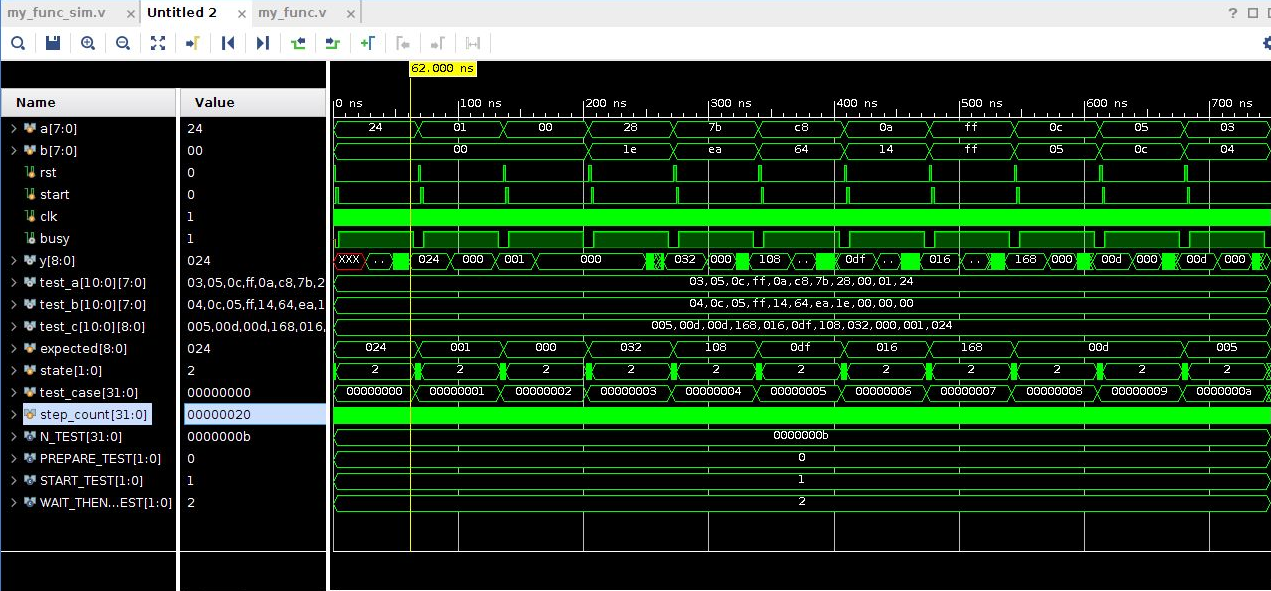 my_func_sim.v × Untitled 2 × my_func.v × ?
62.000 ns
Name Value 0 ns 100 ns 200 ns 300 ns 400 ns 500 ns 600 ns 700 ns
a[7:0] 24 24 01 00 28 7b c8 0a ff 0c 05 03
b[7:0] 00 00 1e ea 64 14 ff 05 0c 04
rst 0
start 0
clk 1
busy 1
y[8:0] 024 XXX .. 024 000 001 000 032 000 108 .. 0df .. 016 .. 168 000 00d 000 00d 000
test_a[10:0][7:0] 03,05,0c,ff,0a,c8,7b,2 03,05,0c,ff,0a,c8,7b,28,00,01,24
test_b[10:0][7:0] 04,0c,05,ff,14,64,ea,1 04,0c,05,ff,14,64,ea,1e,00,00,00
test_c[10:0][8:0] 005,00d,00d,168,016, 005,00d,00d,168,016,0df,108,032,000,001,024
expected[8:0] 024 024 001 000 032 108 0df 016 168 00d 005
state[1:0] 2 2 2 2 2 2 2 2 2 2 2 2
test_case[31:0] 00000000 00000000 00000001 00000002 00000003 00000004 00000005 00000006 00000007 00000008 00000009 0000000a
step_count[31:0] 00000020
N_TEST[31:0] 0000000b 0000000b
PREPARE_TEST[1:0] 0 0
START_TEST[1:0] 1 1
WAIT_THEN...EST[1:0] 2 2